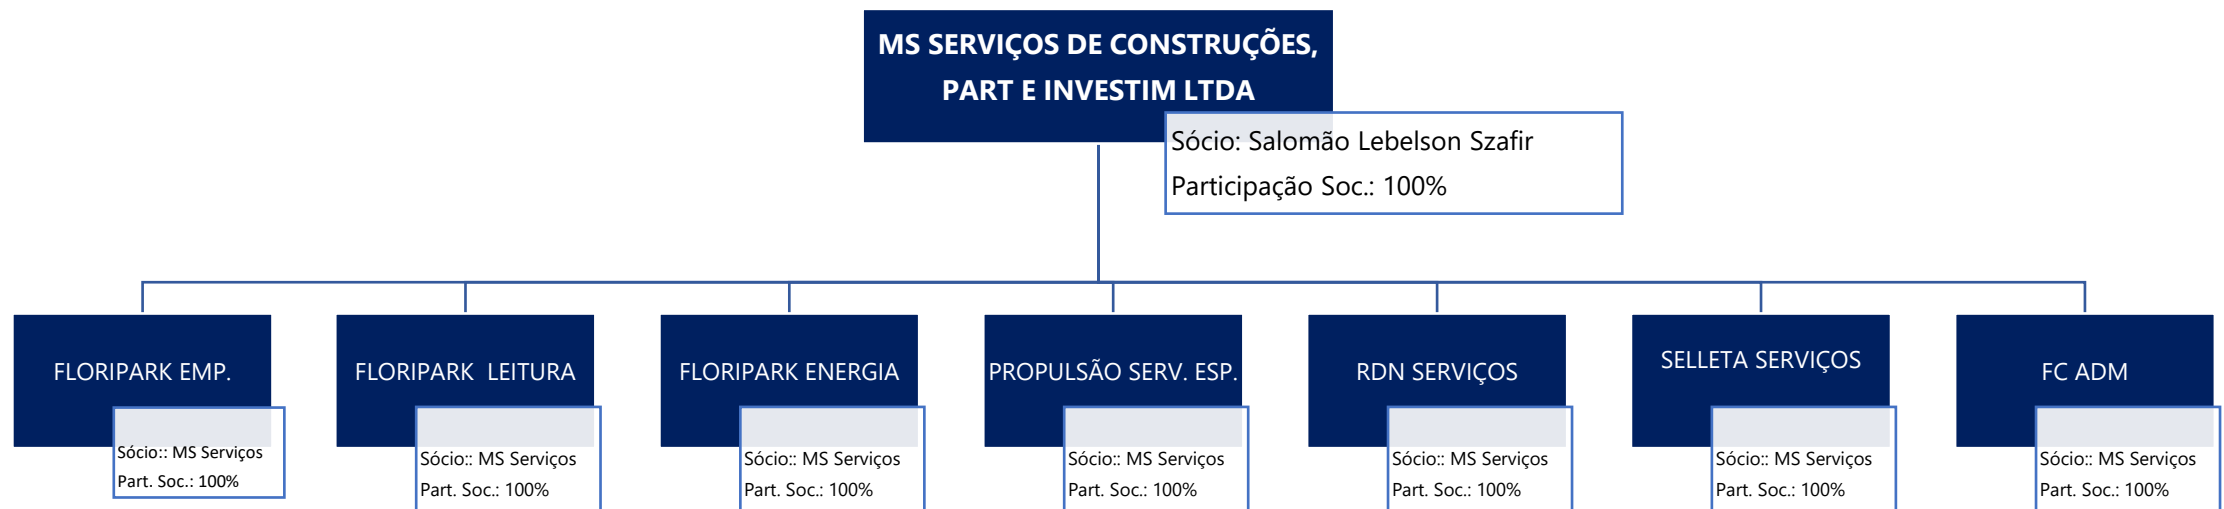 MS SERVIÇOS DE CONSTRUÇÕES,
PART E INVESTIM LTDA
Sócio: Salomão Lebelson Szafir
Participação Soc.: 100%
FLORIPARK EMP.
Sócio:: MS Serviços
Part. Soc.: 100%
FLORIPARK LEITURA
Sócio:: MS Serviços
Part. Soc.: 100%
FLORIPARK ENERGIA
Sócio:: MS Serviços
Part. Soc.: 100%
PROPULSÃO SERV. ESP.
Sócio:: MS Serviços
Part. Soc.: 100%
RDN SERVIÇOS
Sócio:: MS Serviços
Part. Soc.: 100%
SELLETA SERVIÇOS
Sócio:: MS Serviços
Part. Soc.: 100%
FC ADM
Sócio:: MS Serviços
Part. Soc.: 100%